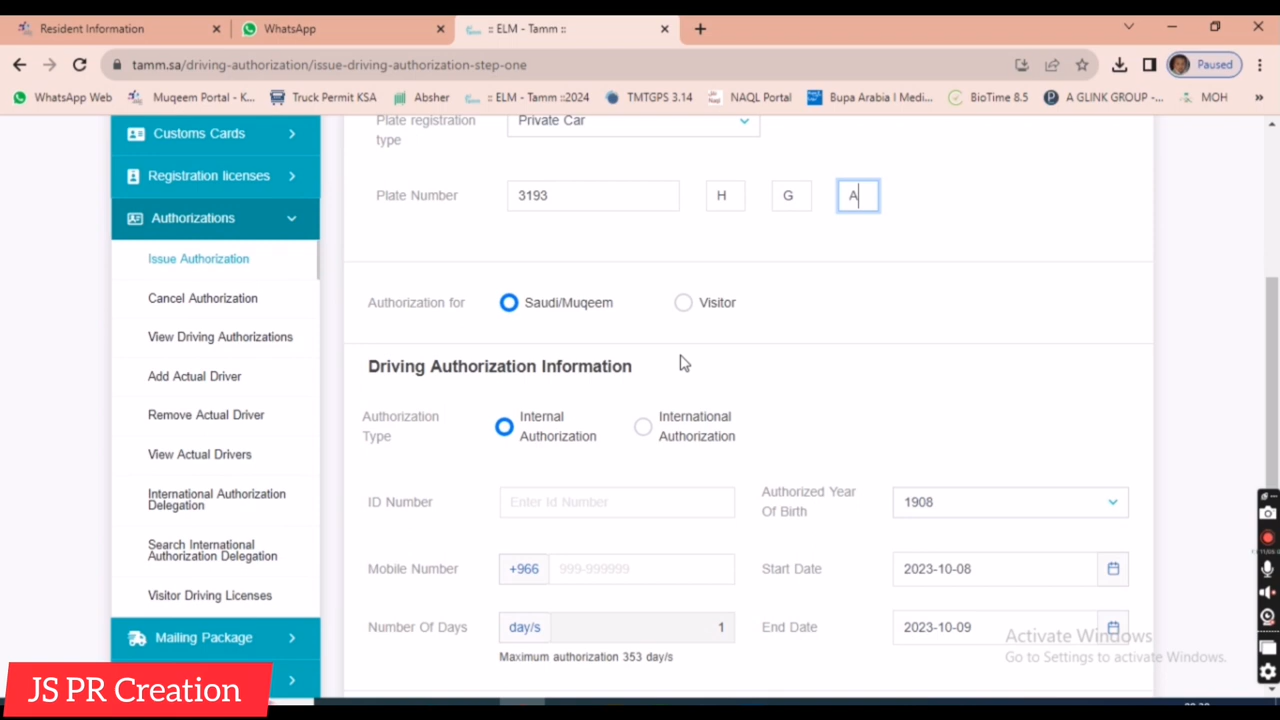 Resident Information
WhatsApp
:: ELM - Tamm ::
tamm.sa/driving-authorization/issue-driving-authorization-step-one
Paused
WhatsApp Web
Muqeem Portal - K...
Truck Permit KSA
Absher
:: ELM - Tamm ::2024
TMTGPS 3.14
NAQL Portal
Bupa Arabia I Medi...
BioTime 8.5
A GLINK GROUP -...
MOH
»
Customs Cards
Registration licenses
Authorizations
Issue Authorization
Cancel Authorization
View Driving Authorizations
Add Actual Driver
Remove Actual Driver
View Actual Drivers
International Authorization
Delegation
Search International
Authorization Delegation
Visitor Driving Licenses
Mailing Package
Plate registration
type
Private Car
Plate Number
3193
H
G
A
Authorization for
Saudi/Muqeem
Visitor
Driving Authorization Information
Authorization
Type
Internal
Authorization
International
Authorization
ID Number
Enter Id Number
Authorized Year
Of Birth
1908
Mobile Number
+966
999-999999
Start Date
2023-10-08
Number Of Days
day/s
1
End Date
2023-10-09
Maximum authorization 353 day/s
Activate Windows
Go to Settings to activate Windows.
JS PR Creation